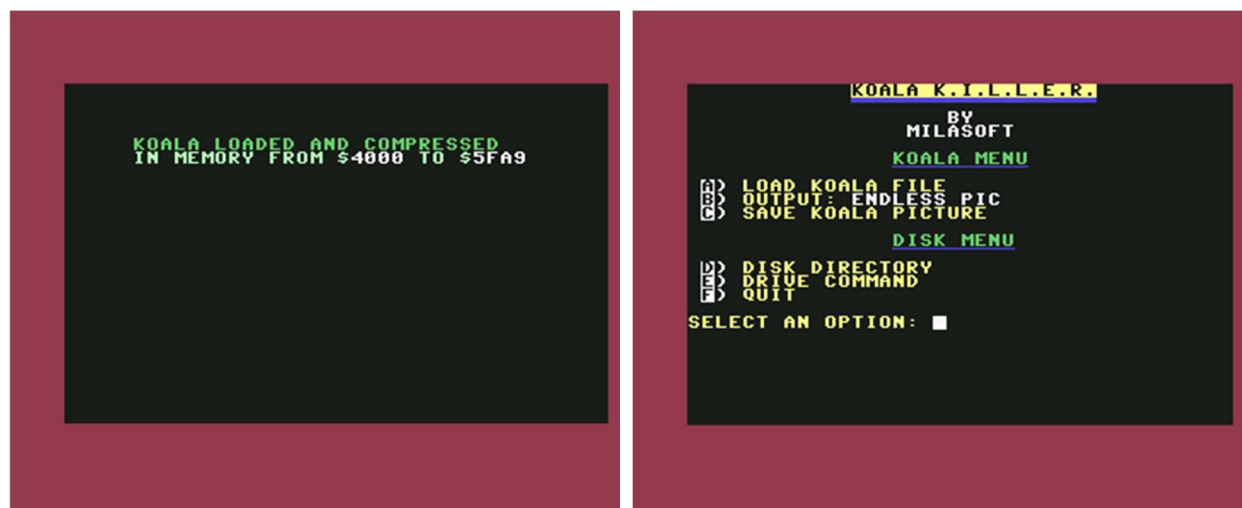 KOALA LOADED AND COMPRESSED
IN MEMORY FROM $4000 TO $5FA9
KOALA K.I.L.L.E.R.
BY
MILASOFT
KOALA MENU
A) LOAD KOALA FILE
B) OUTPUT: ENDLESS PIC
C) SAVE KOALA PICTURE
DISK MENU
D) DISK DIRECTORY
E) DRIVE COMMAND
F) QUIT
SELECT AN OPTION: